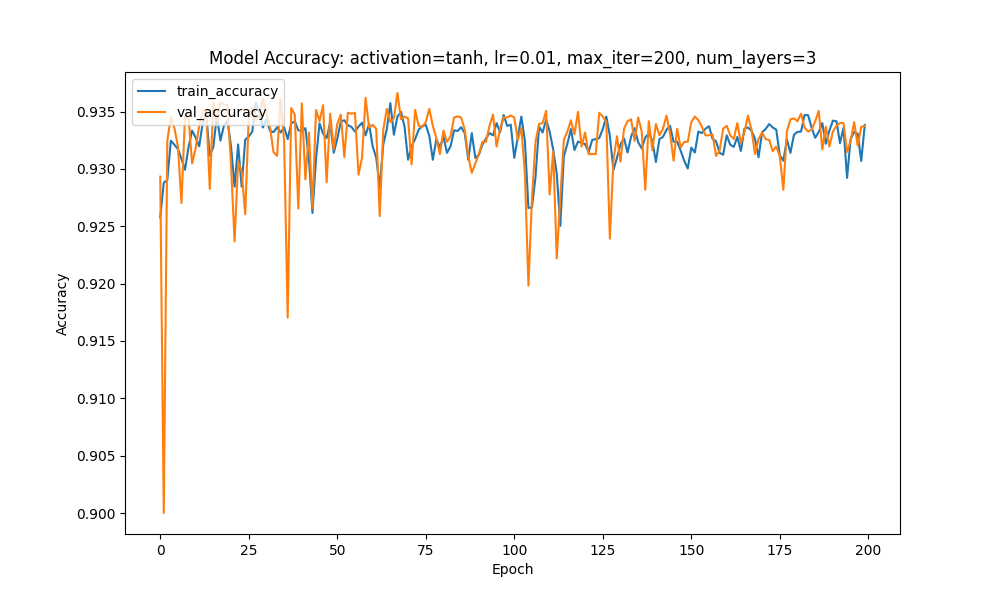 Model Accuracy: activation=tanh, lr=0.01, max_iter=200, num_layers=3
train_accuracy
val_accuracy
0.935
0.930
0.925
0.920
0.915
0.910
0.905
0.900
Accuracy
0 25 50 75 100 125 150 175 200
Epoch